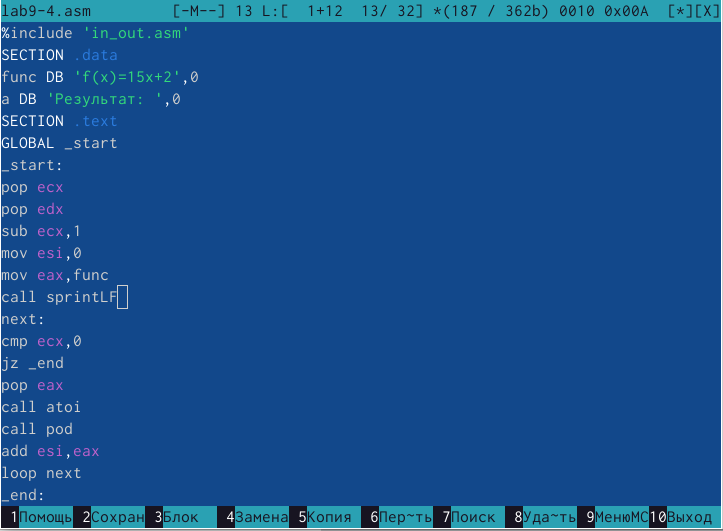 lab9-4.asm [-M--] 13 L:[ 1+12 13/ 32] *(187 / 362b) 0010 0x00A [*][X]
%include 'in_out.asm'
SECTION .data
func DB 'f(x)=15x+2',0
a DB 'Результат: ',0
SECTION .text
GLOBAL _start
_start:
pop ecx
pop edx
sub ecx,1
mov esi,0
mov eax,func
call sprintLF
next:
cmp ecx,0
jz _end
pop eax
call atoi
call pod
add esi,eax
loop next
_end:
1Помощь 2Сохран 3Блок 4Замена 5Копия 6Пер~ть 7Поиск 8Уда~ть 9МенюMC 10Выход